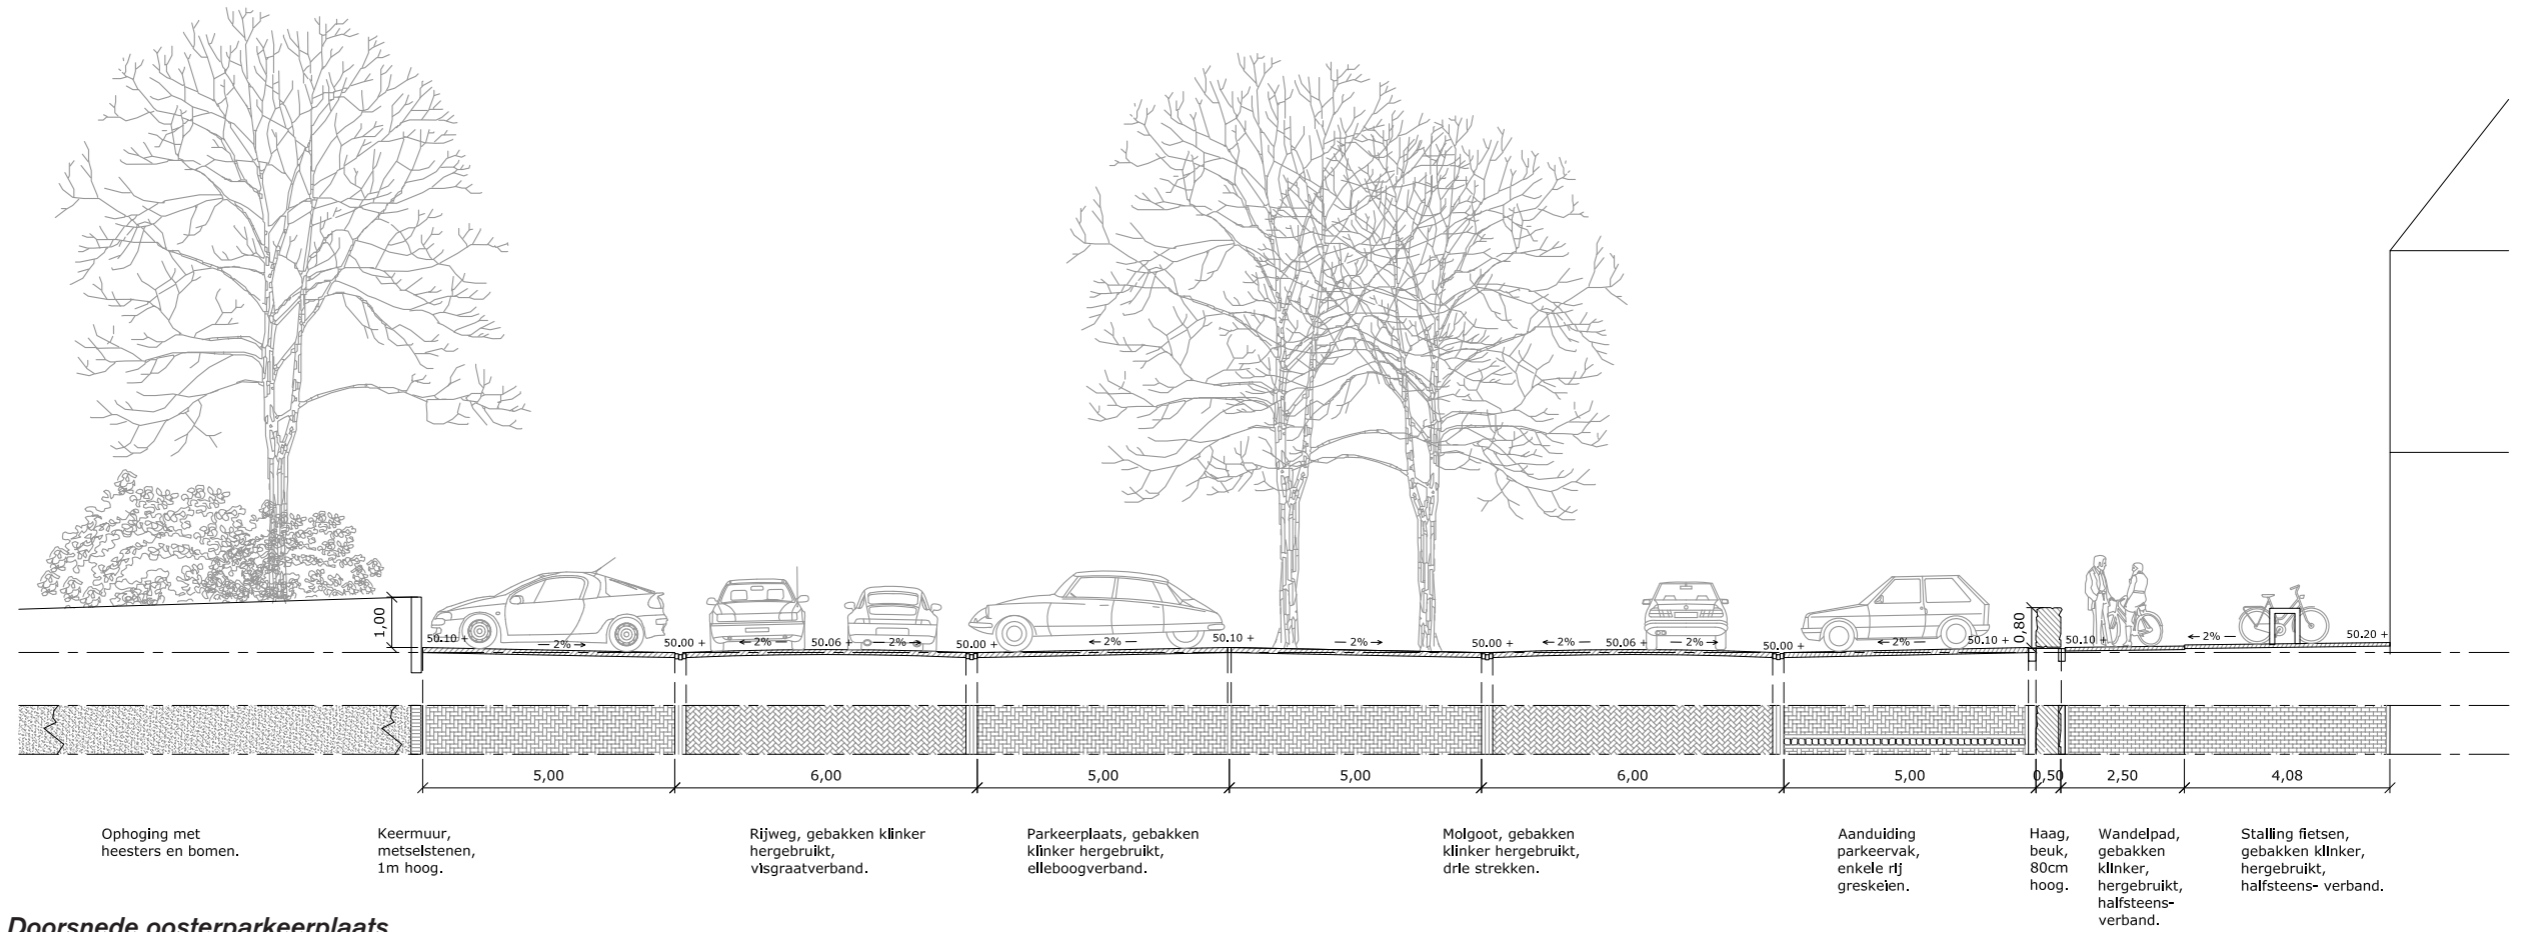 1,00
0,80
50.10 +
— 2% →
50.00 +
← 2% —
50.06 +
— 2% →
50.00 +
← 2% —
50.10 +
— 2% →
50.00 +
← 2% —
50.06 +
— 2% →
50.00 +
← 2% —
50.10 +
50.10 +
← 2% —
50.20 +
5,00
6,00
5,00
5,00
6,00
5,00
0,50
2,50
4,08
Ophoging met
heesters en bomen.
Keermuur,
metselstenen,
1m hoog.
Rijweg, gebakken klinker
hergebruikt,
visgraatverband.
Parkeerplaats, gebakken
klinker hergebruikt,
elleboogverband.
Molgoot, gebakken
klinker hergebruikt,
drie strekken.
Aanduiding
parkeervak,
enkele rij
greskeien.
Haag,
beuk,
80cm
hoog.
Wandelpad,
gebakken
klinker,
hergebruikt,
halfsteens-
verband.
Stalling fietsen,
gebakken klinker,
hergebruikt,
halfsteens- verband.
Doorsnede oosterparkeerplaats